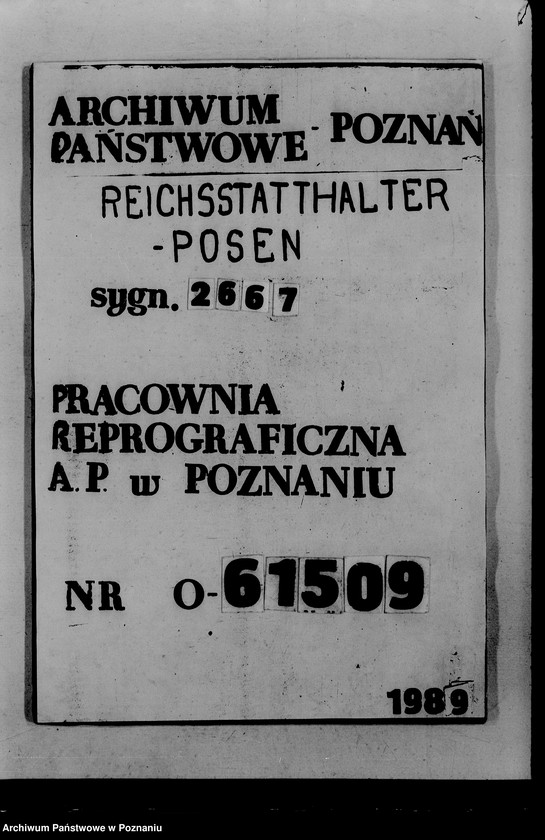 ARCHIWUM
PAŃSTWOWE - POZNAŃ
REICHSSTATTHALTER
-POSEN
sygn. 2667
PRACOWNIA
REPROGRAFICZNA
A.P. w POZNANIU
NR O-61509
1989
Archiwum Państwowe w Poznaniu